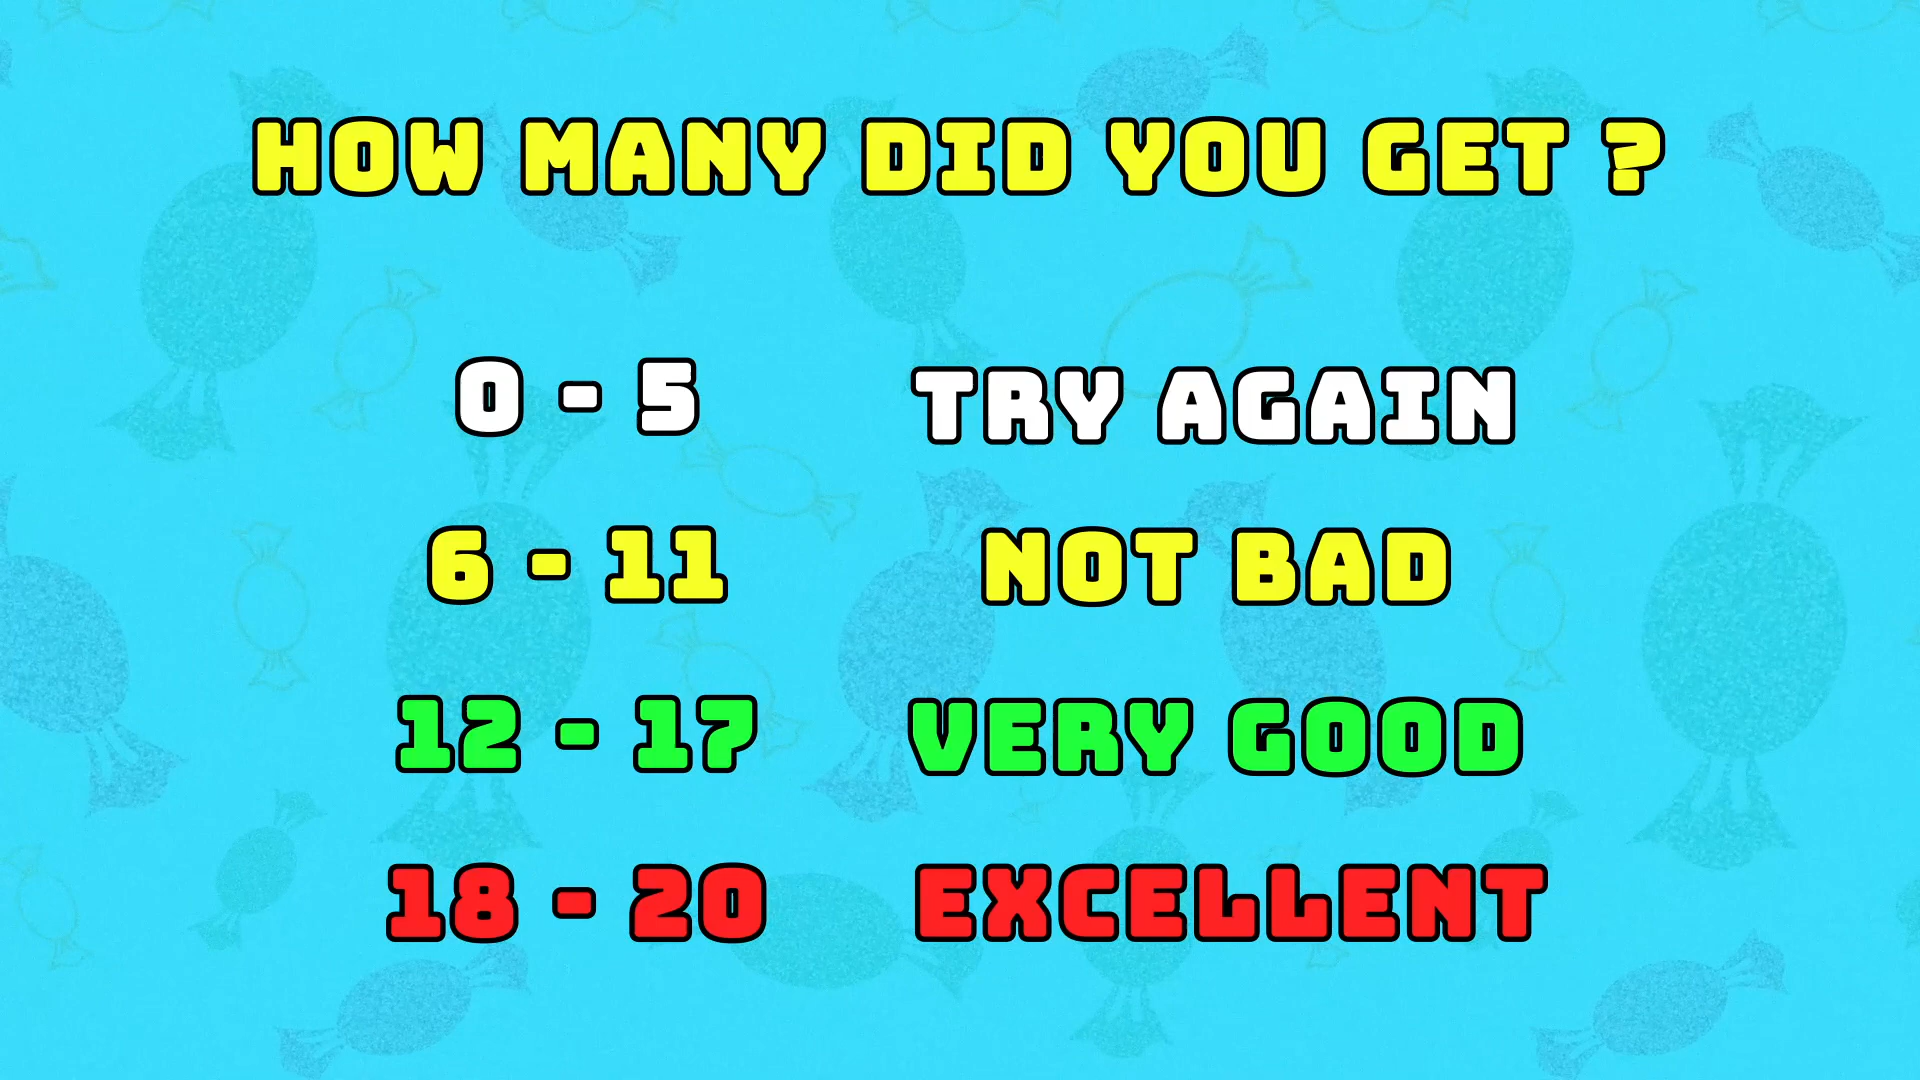 HOW MANY DID YOU GET ?
0 - 5 TRY AGAIN
6 - 11 NOT BAD
12 - 17 VERY GOOD
18 - 20 EXCELLENT